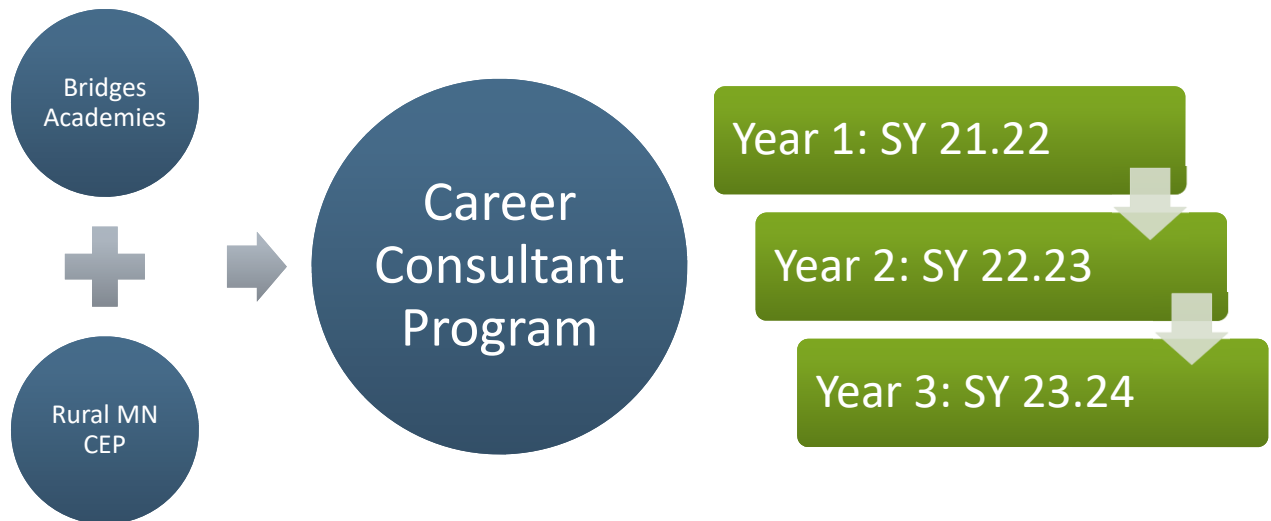 Bridges
Academies
Rural MN
CEP
Career
Consultant
Program
Year 1: SY 21.22
Year 2: SY 22.23
Year 3: SY 23.24